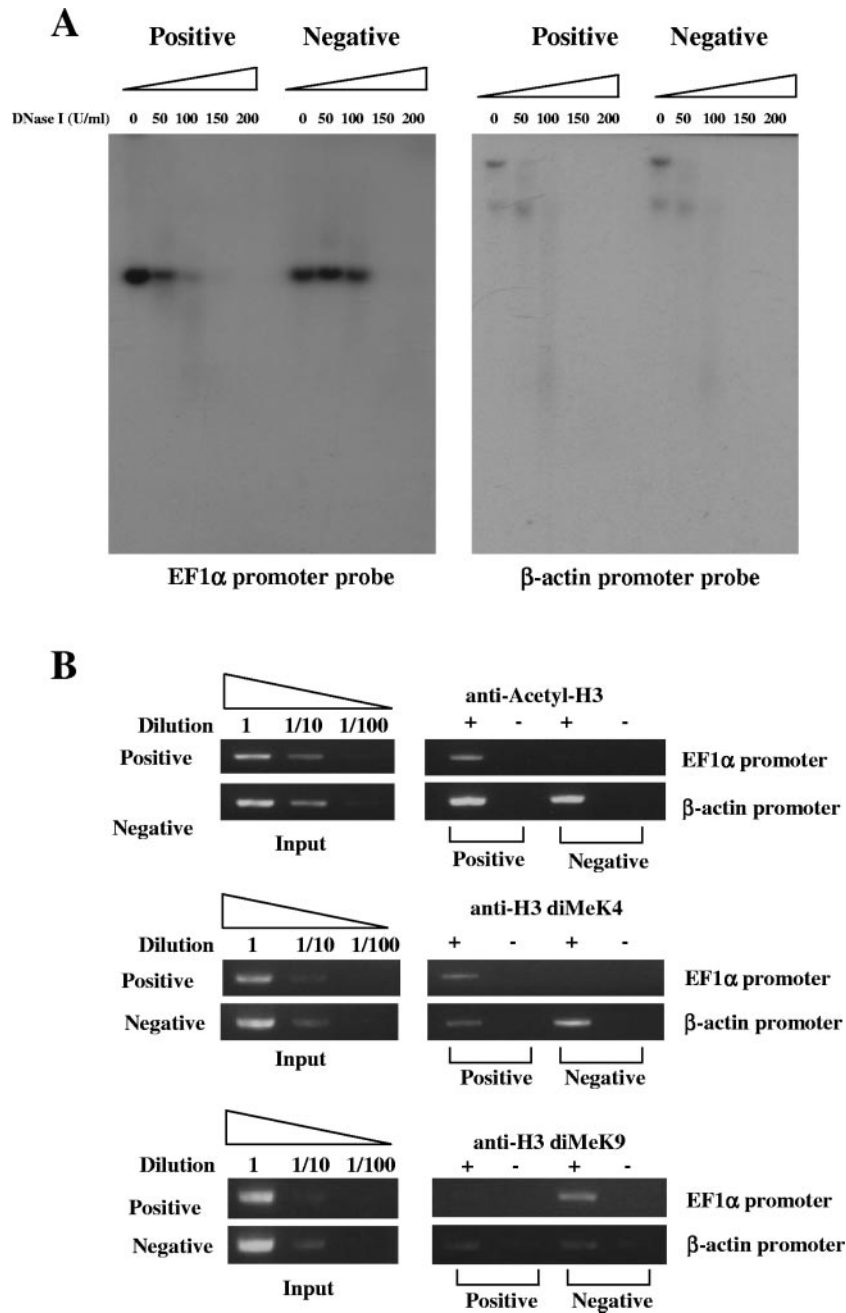 A
Positive Negative Positive Negative
DNase I (U/ml) 0 50 100 150 200 0 50 100 150 200 0 50 100 150 200 0 50 100 150 200
EF1α promoter probe β-actin promoter probe
B
anti-Acetyl-H3
Dilution 1 1/10 1/100 + - + -
Positive EF1α promoter
Negative β-actin promoter
Input Positive Negative
anti-H3 diMeK4
Dilution 1 1/10 1/100 + - + -
Positive EF1α promoter
Negative β-actin promoter
Input Positive Negative
anti-H3 diMeK9
Dilution 1 1/10 1/100 + - + -
Positive EF1α promoter
Negative β-actin promoter
Input Positive Negative